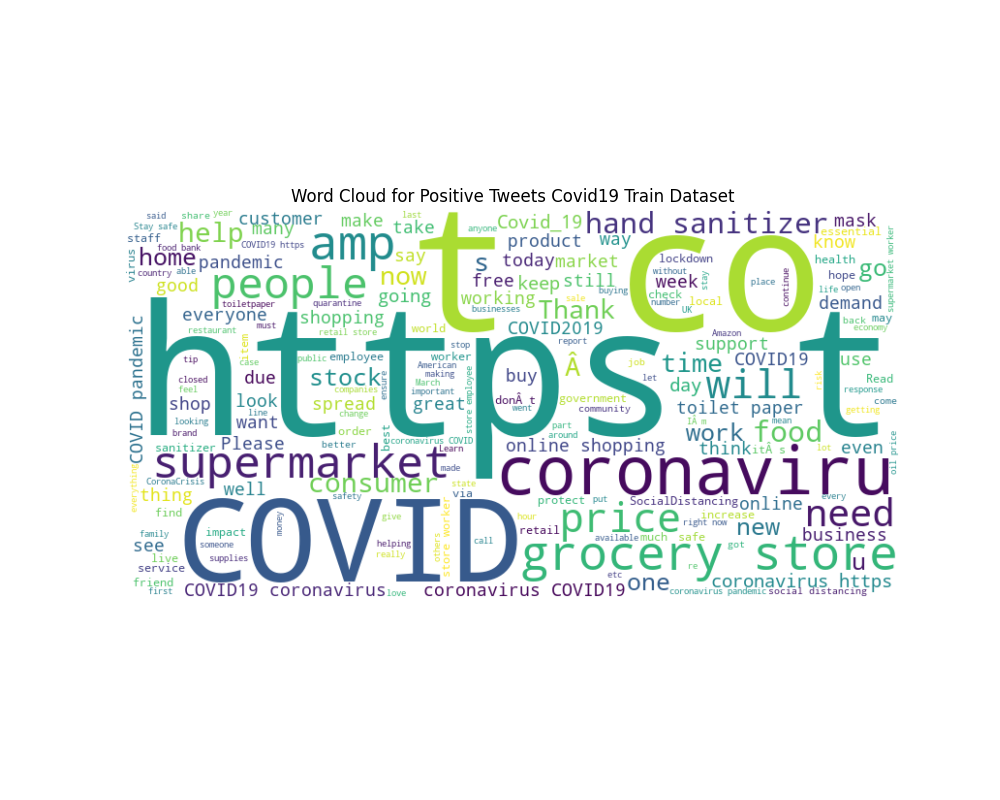 Word Cloud for Positive Tweets Covid19 Train Dataset
said
share
year
Stay safe
customer
make
last
t co
Covid_19
hand sanitizer
mask
staff
help
many
amp
take
anyone
essential
food bank
COVID19 https
say
s
product
way
know
supermarket worker
virus
home
pandemic
now
today
market
lockdown
health
go
country
able
people
going
free
keep
still
week
without
stay
place
continue
hope
life
open
good
toiletpaper
quarantine
working
buying
check
number
UK
local
demand
businesses
Thank
sale
everyone
shopping
back
may
economy
https t
COVID2019
restaurant
must
retail store
world
stop
report
Amazon
support
COVID pandemic
item
tip
case
public
employee
worker
American
making
time
COVID19
use
closed
feel
due
stock
companies
ensure
March
important
store employee
buy
Â
job
let
day
will
risk
response
Read
come
shop
look
spread
great
donÂ t
went
government
community
toilet paper
mean
getting
looking
brand
line
want
change
part
around
IÂ m
work
food
sanitizer
Please
order
better
best
coronavirus COVID
Learn
online shopping
think
itÂ s
lot
even
oil price
everything
supermarket
made
coronaviru
CoronaCrisis
thing
well
consumer
state
via
safety
protect
put
SocialDistancing
online
every
need
find
COVID
hour
price
increase
right now
new
business
family
impact
money
give
store worker
others
call
retail
available
much
safe
got
see
someone
helping
really
grocery store
u
live
supplies
service
etc
re
one
coronavirus https
friend
first
COVID19 coronavirus
love
coronavirus COVID19
coronavirus pandemic
social distancing